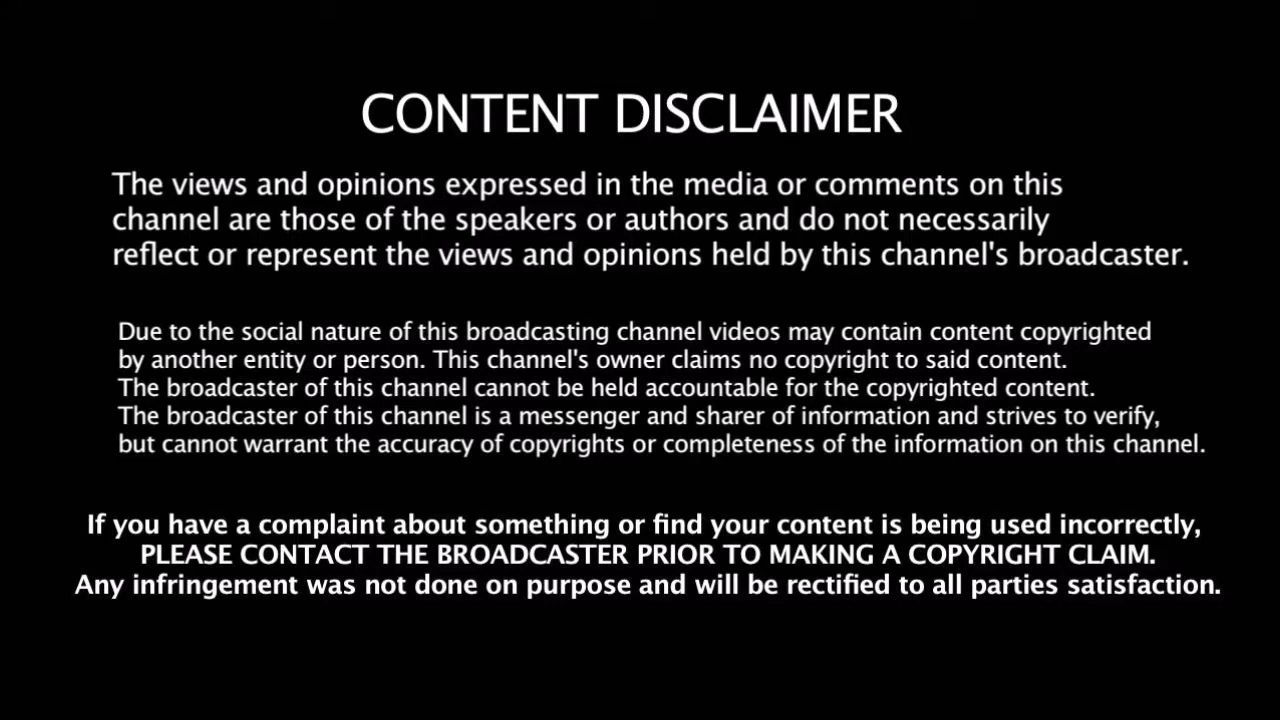 CONTENT DISCLAIMER
The views and opinions expressed in the media or comments on this
channel are those of the speakers or authors and do not necessarily
reflect or represent the views and opinions held by this channel's broadcaster.
Due to the social nature of this broadcasting channel videos may contain content copyrighted
by another entity or person. This channel's owner claims no copyright to said content.
The broadcaster of this channel cannot be held accountable for the copyrighted content.
The broadcaster of this channel is a messenger and sharer of information and strives to verify,
but cannot warrant the accuracy of copyrights or completeness of the information on this channel.
If you have a complaint about something or find your content is being used incorrectly,
PLEASE CONTACT THE BROADCASTER PRIOR TO MAKING A COPYRIGHT CLAIM.
Any infringement was not done on purpose and will be rectified to all parties satisfaction.